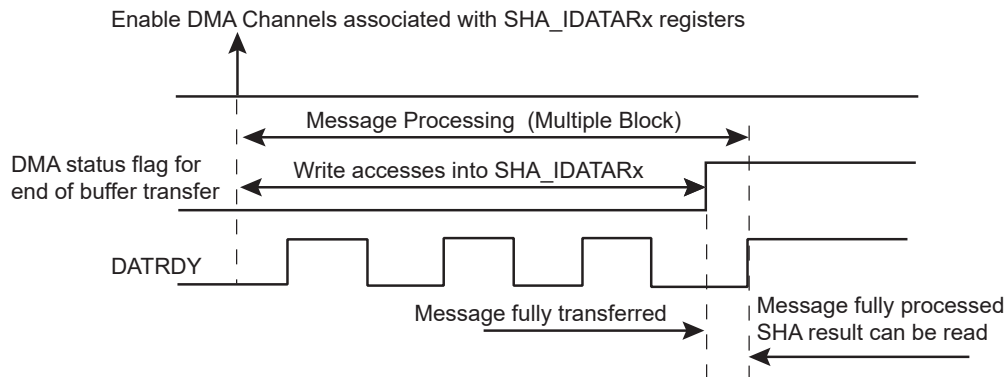 Enable DMA Channels associated with SHA_IDATARx registers
Message Processing (Multiple Block)
DMA status flag for
end of buffer transfer
Write accesses into SHA_IDATARx
DATRDY
Message fully transferred
Message fully processed
SHA result can be read